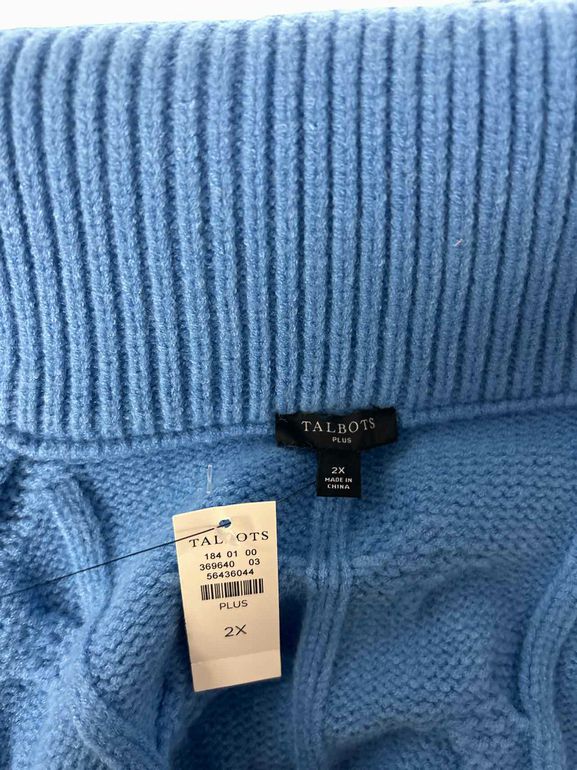 TALBOTS
PLUS
2X
MADE IN
CHINA
TALBOTS
184 01 00
369640 03
56436044
PLUS
2X